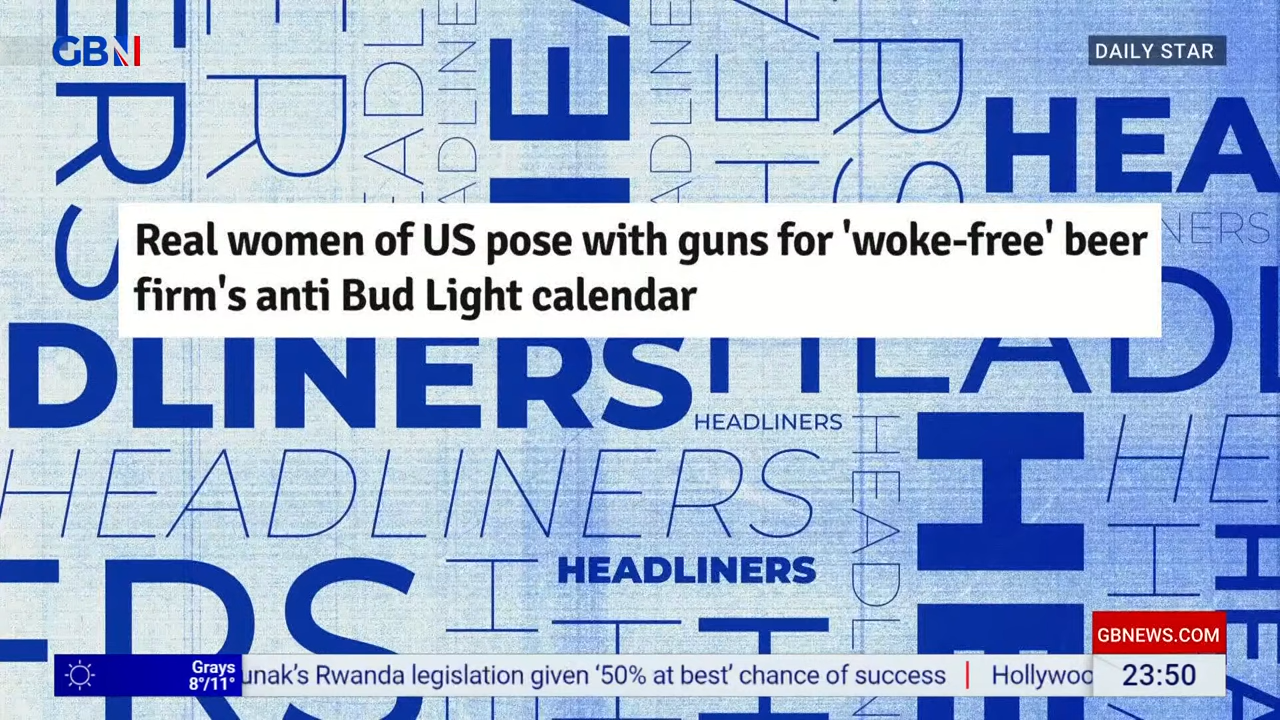 GBN
DAILY STAR
HEA
Real women of US pose with guns for 'woke-free' beer
firm's anti Bud Light calendar
DLINERS
HEADLINERS
HEADLINERS
HEADLINERS
GBNEWS.COM
Grays
8°/11°
unak's Rwanda legislation given '50% at best' chance of success | Hollywoo
23:50